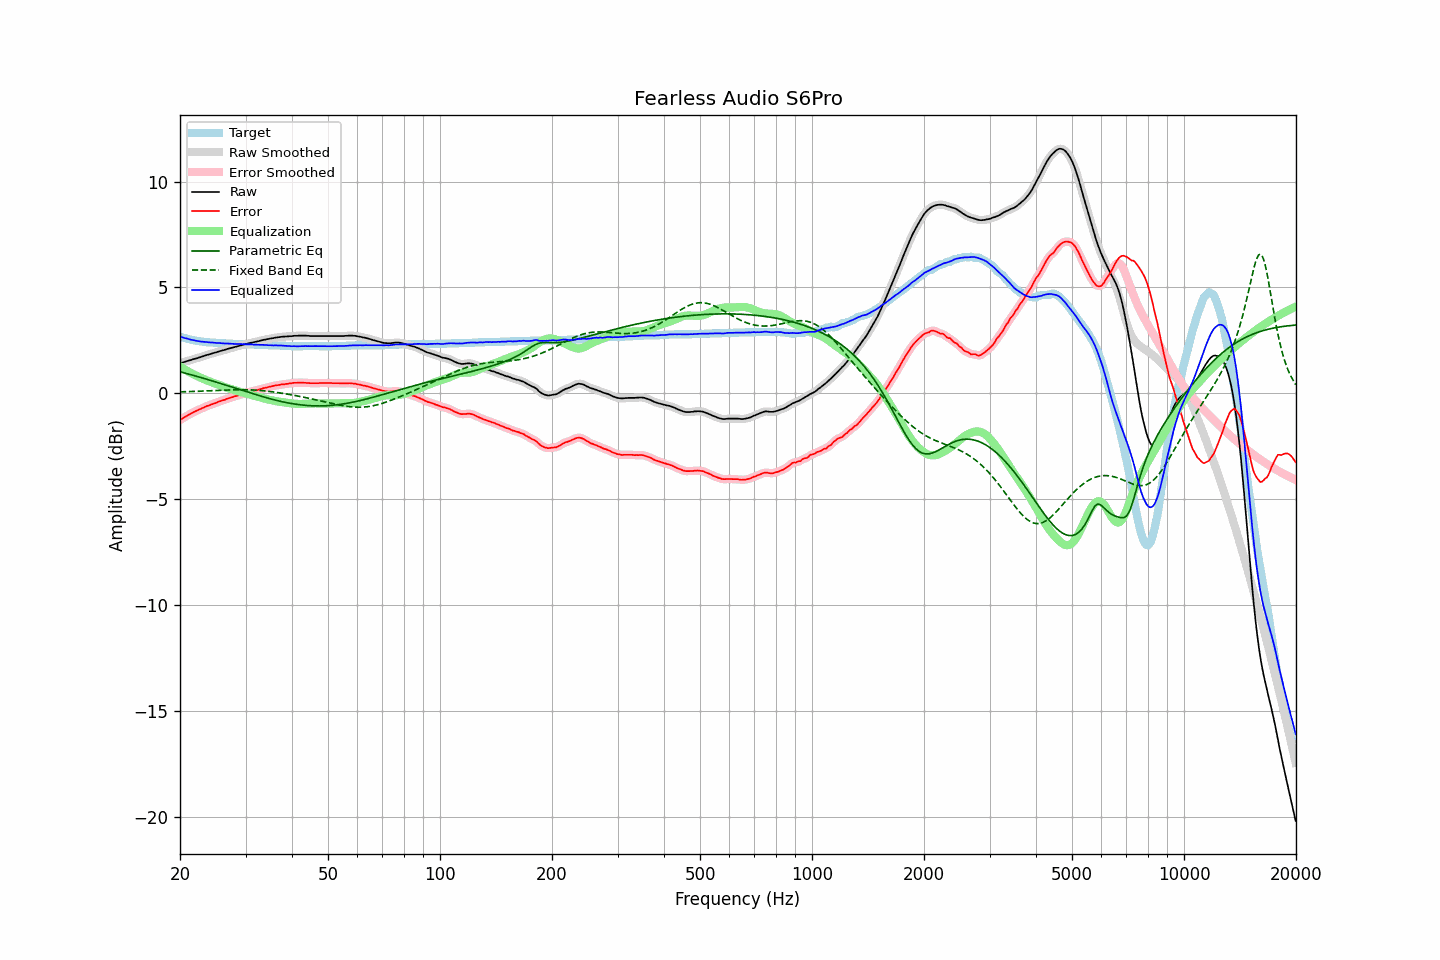 Fearless Audio S6Pro
Target
Raw Smoothed
Error Smoothed
Raw
Error
Equalization
Parametric Eq
Fixed Band Eq
Equalized
10
5
0
−5
−10
−15
−20
Amplitude (dBr)
20 50 100 200 500 1000 2000 5000 10000 20000
Frequency (Hz)